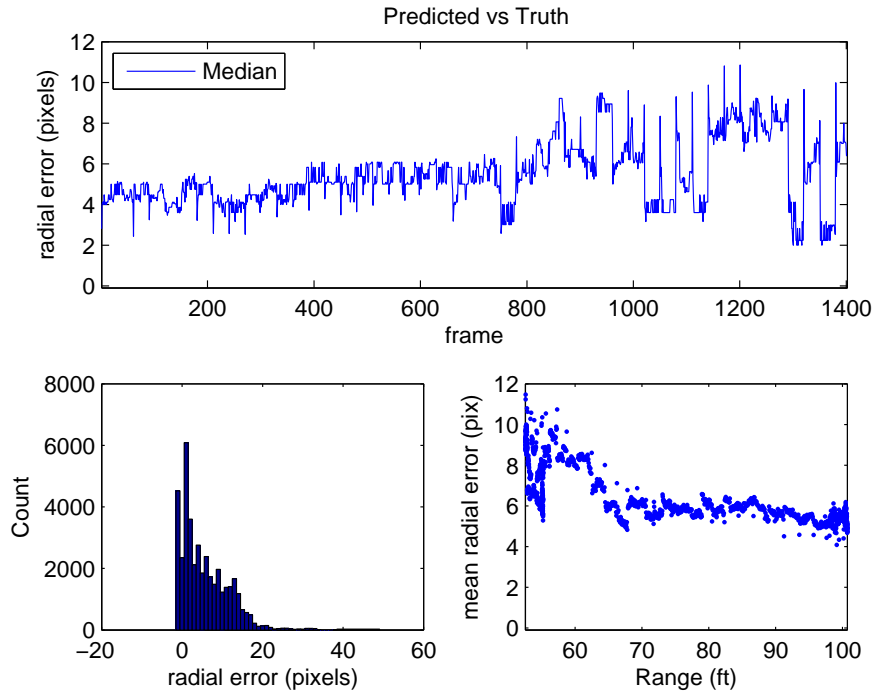 Predicted vs Truth
12
10
8
6
4
2
0
radial error (pixels)
Median
200 400 600 800 1000 1200 1400
frame
8000
6000
4000
2000
0
Count
−20 0 20 40 60
radial error (pixels)
12
10
8
6
4
2
0
mean radial error (pix)
60 70 80 90 100
Range (ft)